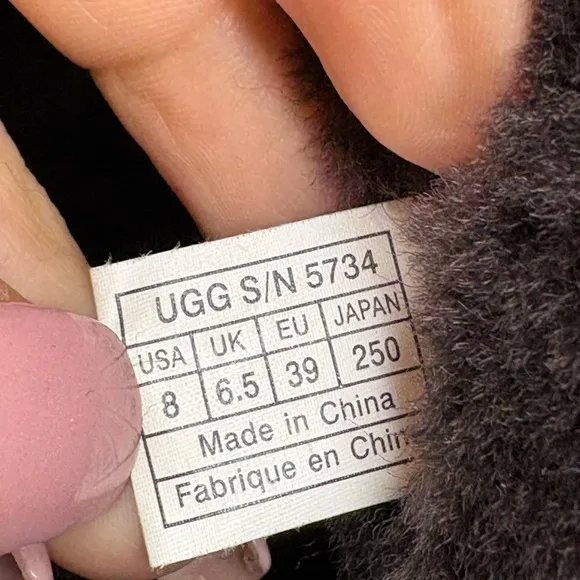 UGG S/N 5734
USA UK EU JAPAN
8 6.5 39 250
Made in China
Fabrique en Chin